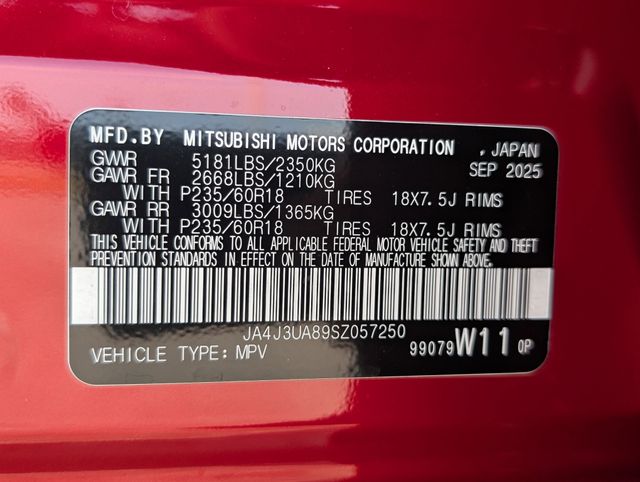 MFD.BY MITSUBISHI MOTORS CORPORATION , JAPAN
GWWR 5181LBS/2350KG SEP 2025
GAWR FR 2668LBS/1210KG
WITH P235/60R18 TIRES 18X7.5J RIMS
GAWR RR 3009LBS/1365KG
WITH P235/60R18 TIRES 18X7.5J RIMS
THIS VEHICLE CONFORMS TO ALL APPLICABLE FEDERAL MOTOR VEHICLE SAFETY AND THEFT
PREVENTION STANDARDS IN EFFECT ON THE DATE OF MANUFACTURE SHOWN ABOVE.
JA4J3UA89SZ057250
VEHICLE TYPE: MPV 99079 W11 0P